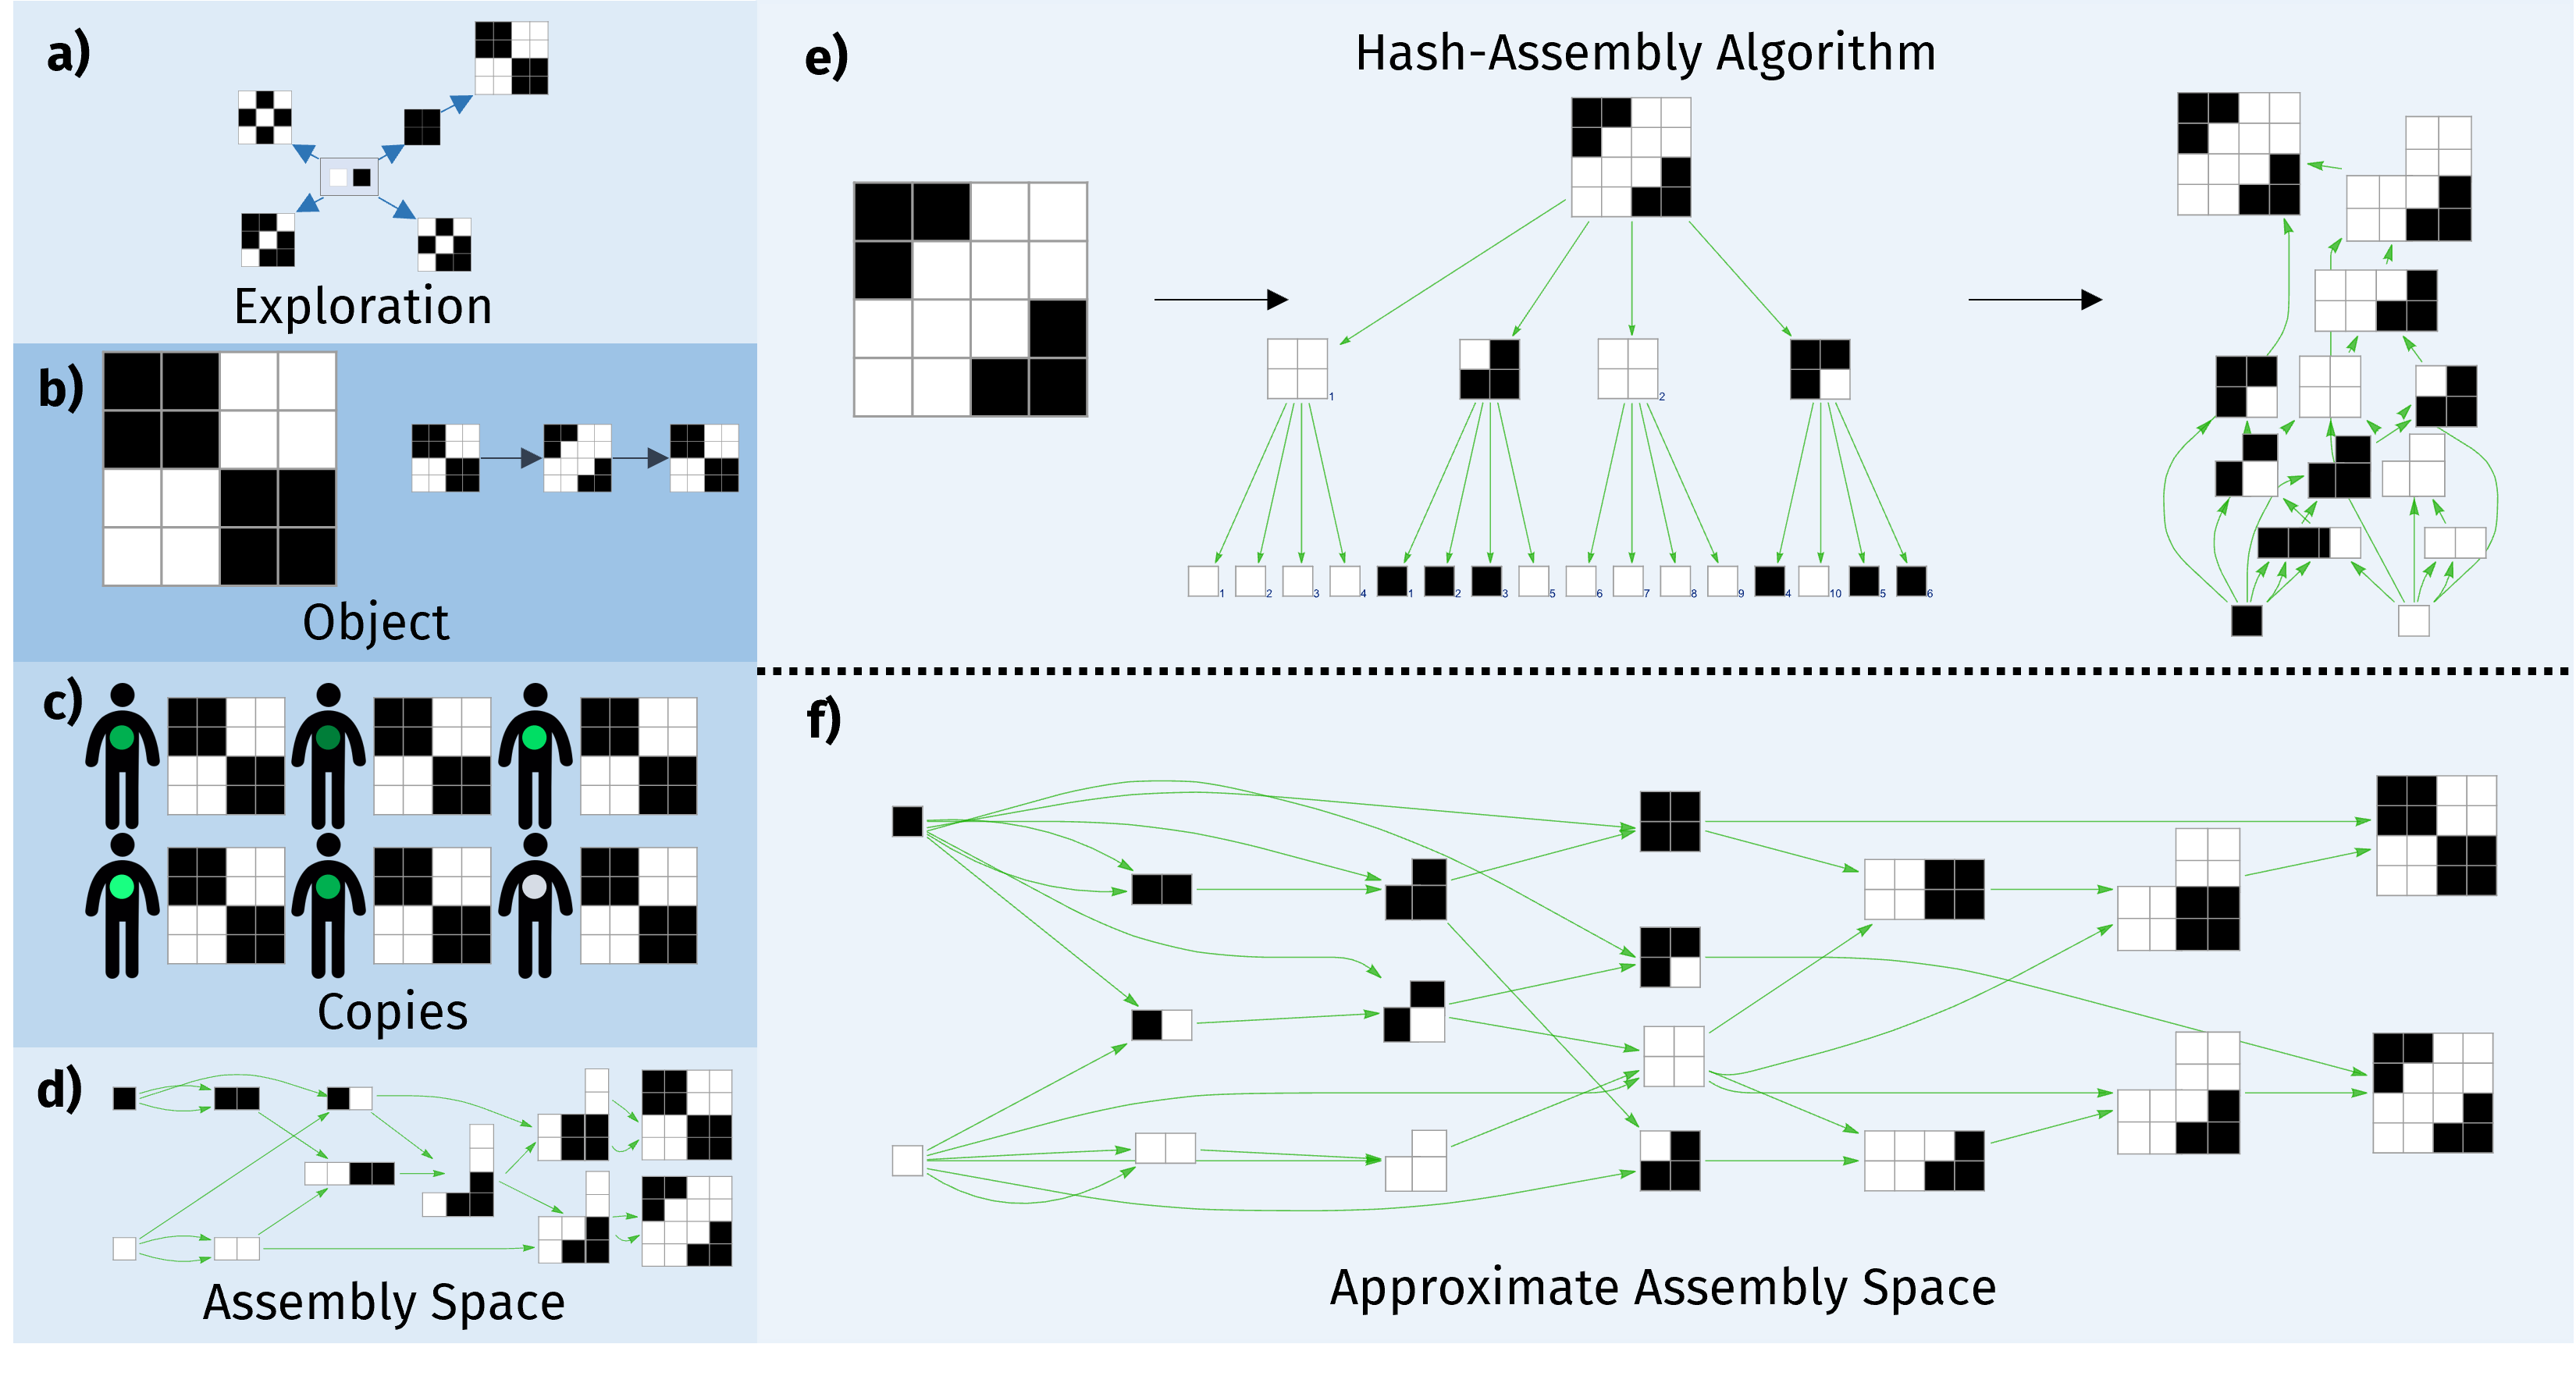 a)
Exploration
b)
Object
c)
Copies
d)
Assembly Space
e)
Hash-Assembly Algorithm
1
2
1 2 3 4 1 2 3 5 6 7 8 9 4 10 5 6
f)
Approximate Assembly Space